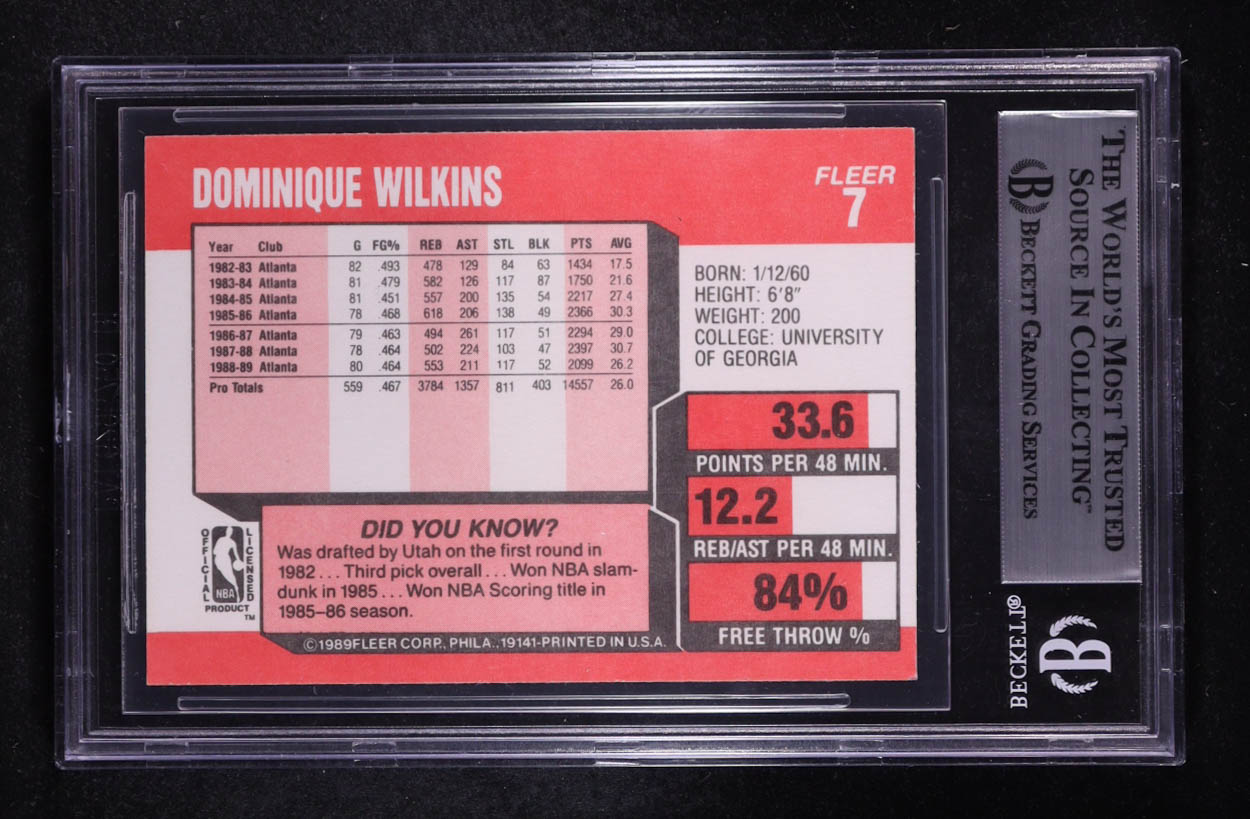 DOMINIQUE WILKINS
FLEER
7
Year Club G FG% REB AST STL BLK PTS AVG
1982-83 Atlanta 82 .493 478 129 84 63 1434 17.5
1983-84 Atlanta 81 .479 582 126 117 87 1750 21.6
1984-85 Atlanta 81 .451 557 200 135 54 2217 27.4
1985-86 Atlanta 78 .468 618 206 138 49 2366 30.3
1986-87 Atlanta 79 .463 494 261 117 51 2294 29.0
1987-88 Atlanta 78 .464 502 224 103 47 2397 30.7
1988-89 Atlanta 80 .464 553 211 117 52 2099 26.2
Pro Totals 559 .467 3784 1357 811 403 14557 26.0
BORN: 1/12/60
HEIGHT: 6'8"
WEIGHT: 200
COLLEGE: UNIVERSITY
OF GEORGIA
33.6
POINTS PER 48 MIN.
12.2
REB/AST PER 48 MIN.
84%
FREE THROW %
DID YOU KNOW?
Was drafted by Utah on the first round in
1982 . . . Third pick overall . . . Won NBA slam-
dunk in 1985 . . . Won NBA Scoring title in
1985–86 season.
OFFICIAL
LICENSED
NBA
PRODUCT
TM
©1989FLEER CORP., PHILA., 19141-PRINTED IN U.S.A.
THE WORLD'S MOST TRUSTED
SOURCE IN COLLECTING™
B BECKETT GRADING SERVICES
BECKETT®
B